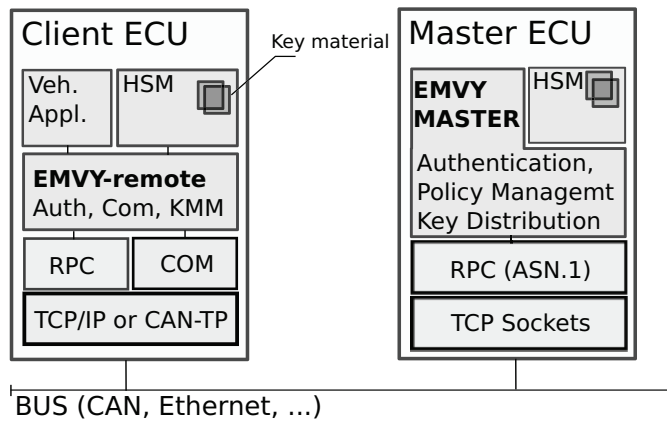 Client ECU
Key material
Master ECU
Veh.
Appl.
HSM
EMVY
MASTER
HSM
EMVY-remote
Auth, Com, KMM
Authentication,
Policy Managemt
Key Distribution
RPC
COM
RPC (ASN.1)
TCP/IP or CAN-TP
TCP Sockets
BUS (CAN, Ethernet, ...)